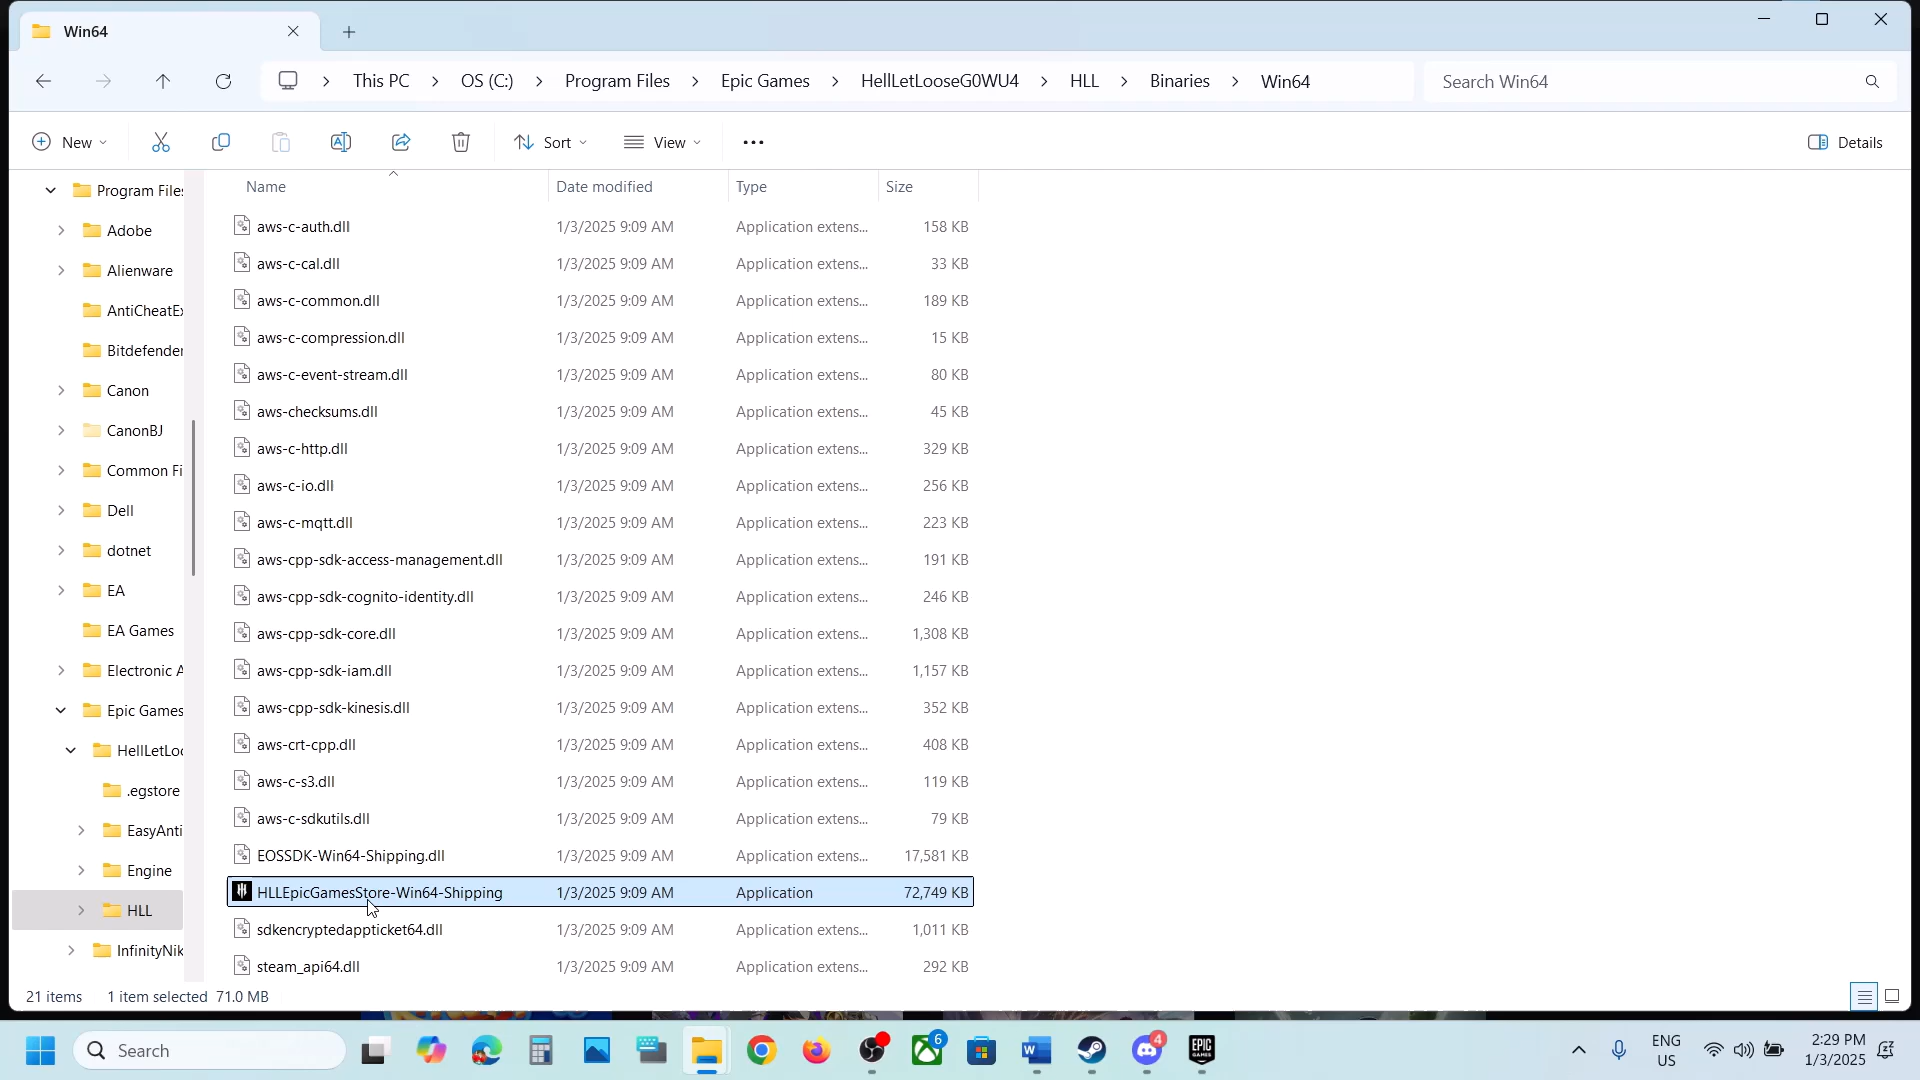 Win64
This PC > OS (C:) > Program Files > Epic Games > HellLetLooseG0WU4 > HLL > Binaries > Win64
Search Win64
New
Sort
View
Details
Program Files
Adobe
Alienware
AntiCheatEx
Bitdefender
Canon
CanonBJ
Common Fi
Dell
dotnet
EA
EA Games
Electronic A
Epic Games
HellLetLoo
.egstore
EasyAnti
Engine
HLL
InfinityNik
Name Date modified Type Size
aws-c-auth.dll 1/3/2025 9:09 AM Application extens... 158 KB
aws-c-cal.dll 1/3/2025 9:09 AM Application extens... 33 KB
aws-c-common.dll 1/3/2025 9:09 AM Application extens... 189 KB
aws-c-compression.dll 1/3/2025 9:09 AM Application extens... 15 KB
aws-c-event-stream.dll 1/3/2025 9:09 AM Application extens... 80 KB
aws-checksums.dll 1/3/2025 9:09 AM Application extens... 45 KB
aws-c-http.dll 1/3/2025 9:09 AM Application extens... 329 KB
aws-c-io.dll 1/3/2025 9:09 AM Application extens... 256 KB
aws-c-mqtt.dll 1/3/2025 9:09 AM Application extens... 223 KB
aws-cpp-sdk-access-management.dll 1/3/2025 9:09 AM Application extens... 191 KB
aws-cpp-sdk-cognito-identity.dll 1/3/2025 9:09 AM Application extens... 246 KB
aws-cpp-sdk-core.dll 1/3/2025 9:09 AM Application extens... 1,308 KB
aws-cpp-sdk-iam.dll 1/3/2025 9:09 AM Application extens... 1,157 KB
aws-cpp-sdk-kinesis.dll 1/3/2025 9:09 AM Application extens... 352 KB
aws-crt-cpp.dll 1/3/2025 9:09 AM Application extens... 408 KB
aws-c-s3.dll 1/3/2025 9:09 AM Application extens... 119 KB
aws-c-sdkutils.dll 1/3/2025 9:09 AM Application extens... 79 KB
EOSSDK-Win64-Shipping.dll 1/3/2025 9:09 AM Application extens... 17,581 KB
HLLEpicGamesStore-Win64-Shipping 1/3/2025 9:09 AM Application 72,749 KB
sdkencryptedappticket64.dll 1/3/2025 9:09 AM Application extens... 1,011 KB
steam_api64.dll 1/3/2025 9:09 AM Application extens... 292 KB
21 items 1 item selected 71.0 MB
Search
6
4
EPIC
GAMES
ENG
US
2:29 PM
1/3/2025